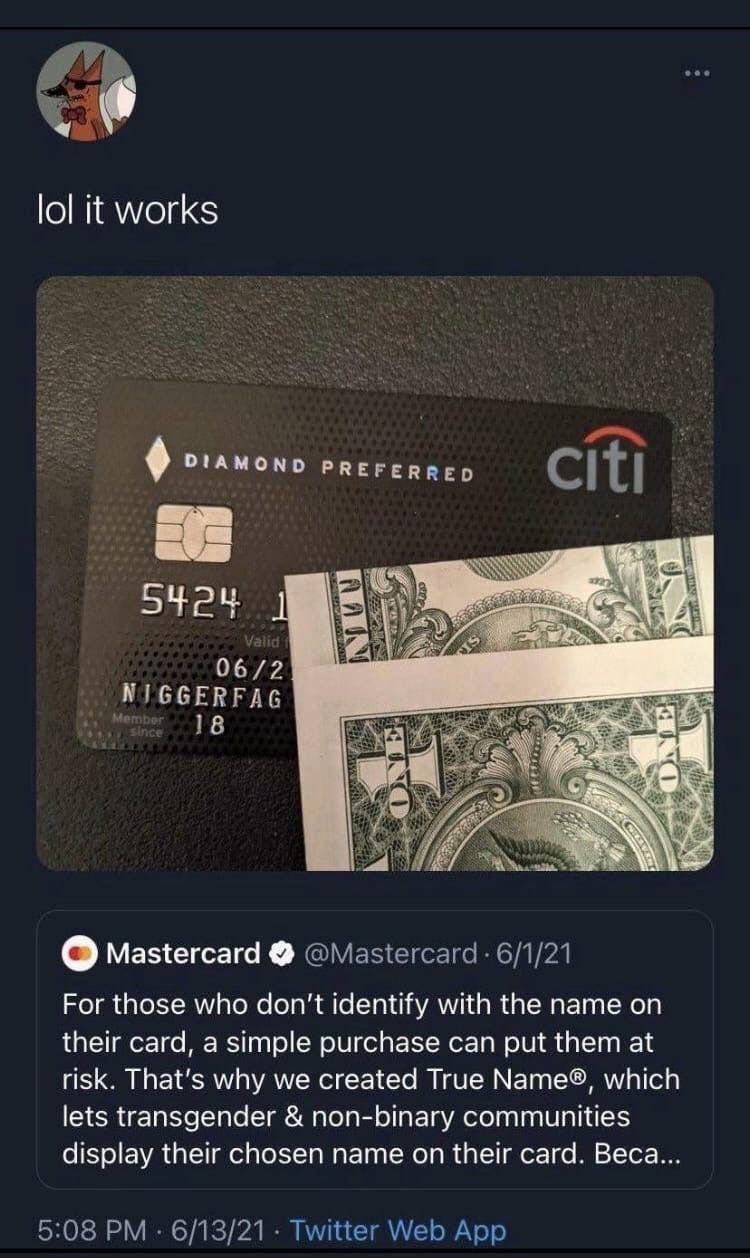 lol it works
DIAMOND PREFERRED
citi
5424 1
Valid
06/2
NIGGERFAG
Member
since
18
ONE
ONE
Mastercard @Mastercard · 6/1/21
For those who don’t identify with the name on
their card, a simple purchase can put them at
risk. That’s why we created True Name®, which
lets transgender & non-binary communities
display their chosen name on their card. Beca...
5:08 PM · 6/13/21 · Twitter Web App